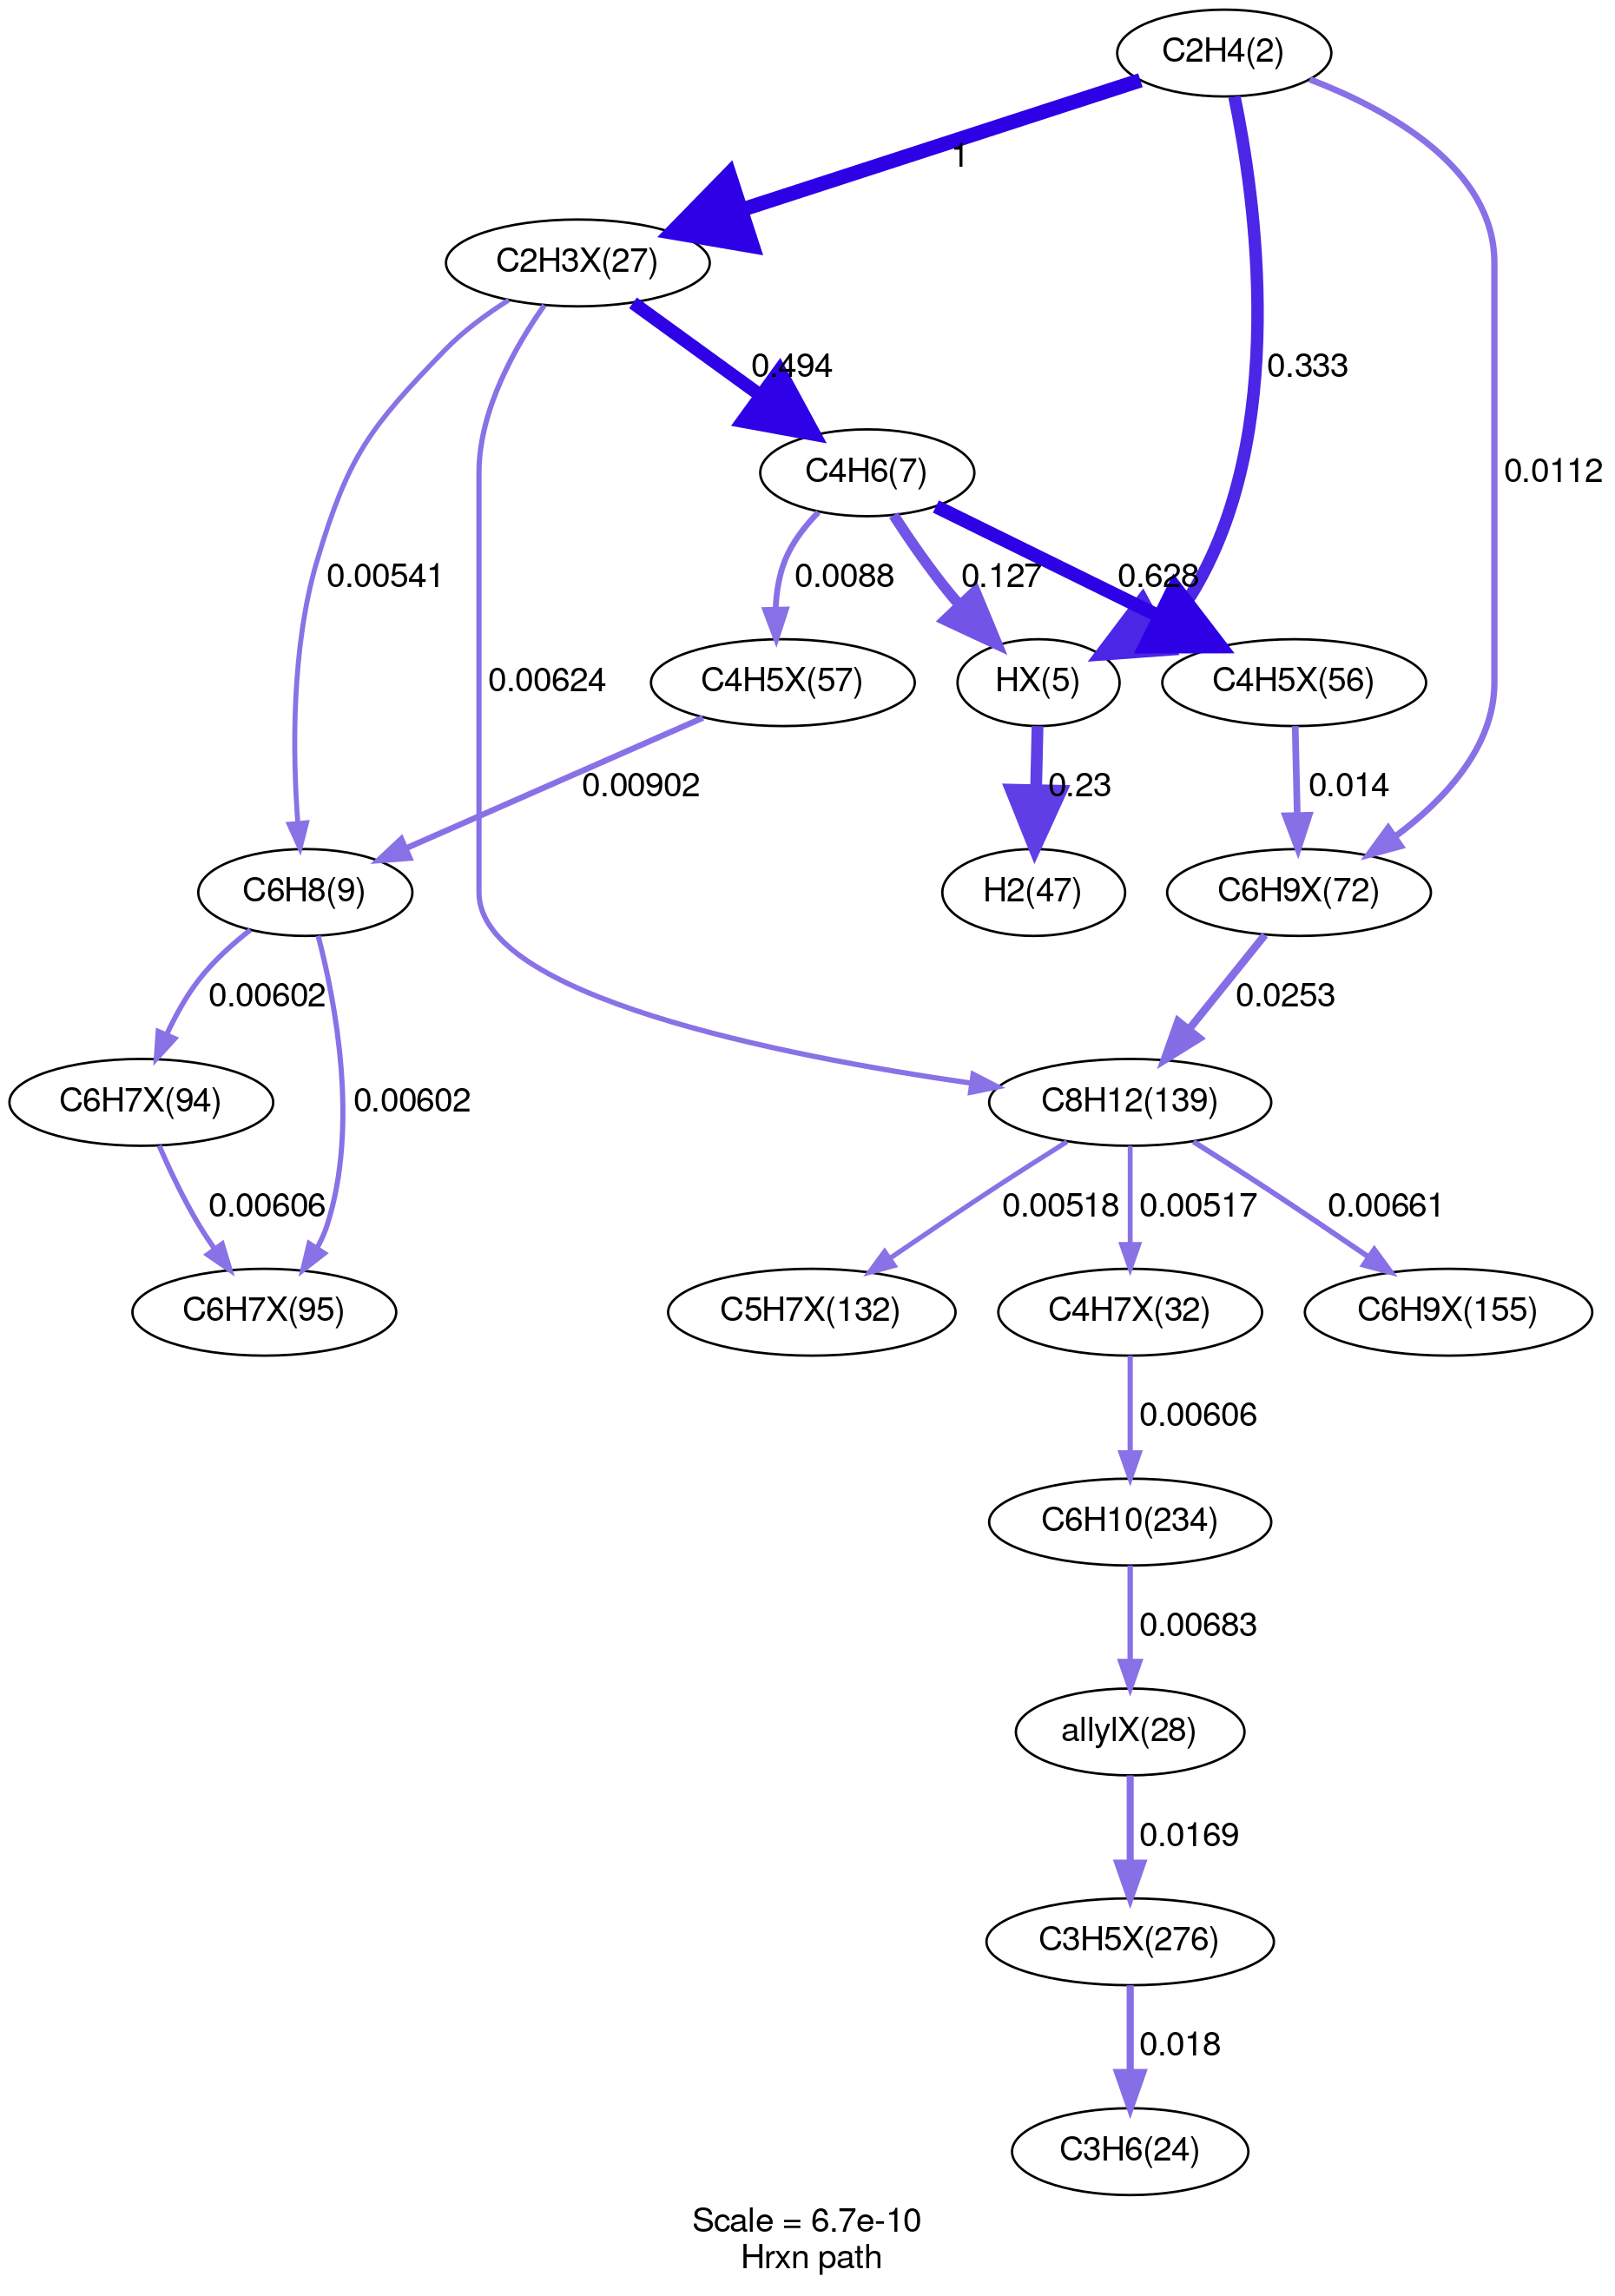 C2H4(2)
1
C2H3X(27)
0.494
0.333
C4H6(7)
0.0112
0.00541
0.0088
0.127
0.628
0.00624
C4H5X(57)
HX(5)
C4H5X(56)
0.00902
0.23
0.014
C6H8(9)
H2(47)
C6H9X(72)
0.00602
0.0253
C6H7X(94)
0.00602
C8H12(139)
0.00606
0.00518
0.00517
0.00661
C6H7X(95)
C5H7X(132)
C4H7X(32)
C6H9X(155)
0.00606
C6H10(234)
0.00683
allylX(28)
0.0169
C3H5X(276)
0.018
C3H6(24)
Scale = 6.7e-10
Hrxn path